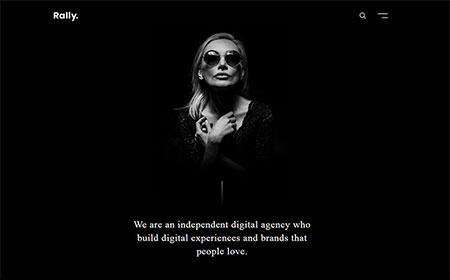 Rally.
We are an independent digital agency who
build digital experiences and brands that
people love.